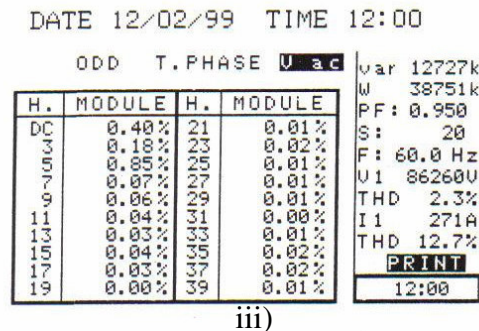 DATE 12/02/99 TIME 12:00
ODD T.PHASE V ac
H. MODULE H. MODULE
DC 0.40% 21 0.01%
3 0.18% 23 0.02%
5 0.85% 25 0.01%
7 0.07% 27 0.01%
9 0.06% 29 0.01%
11 0.04% 31 0.00%
13 0.03% 33 0.01%
15 0.04% 35 0.02%
17 0.03% 37 0.02%
19 0.00% 39 0.01%
var 12727k
W 38751k
PF: 0.950
S: 20
F: 60.0 Hz
V1 86260V
THD 2.3%
I1 271A
THD 12.7%
PRINT
12:00
iii)